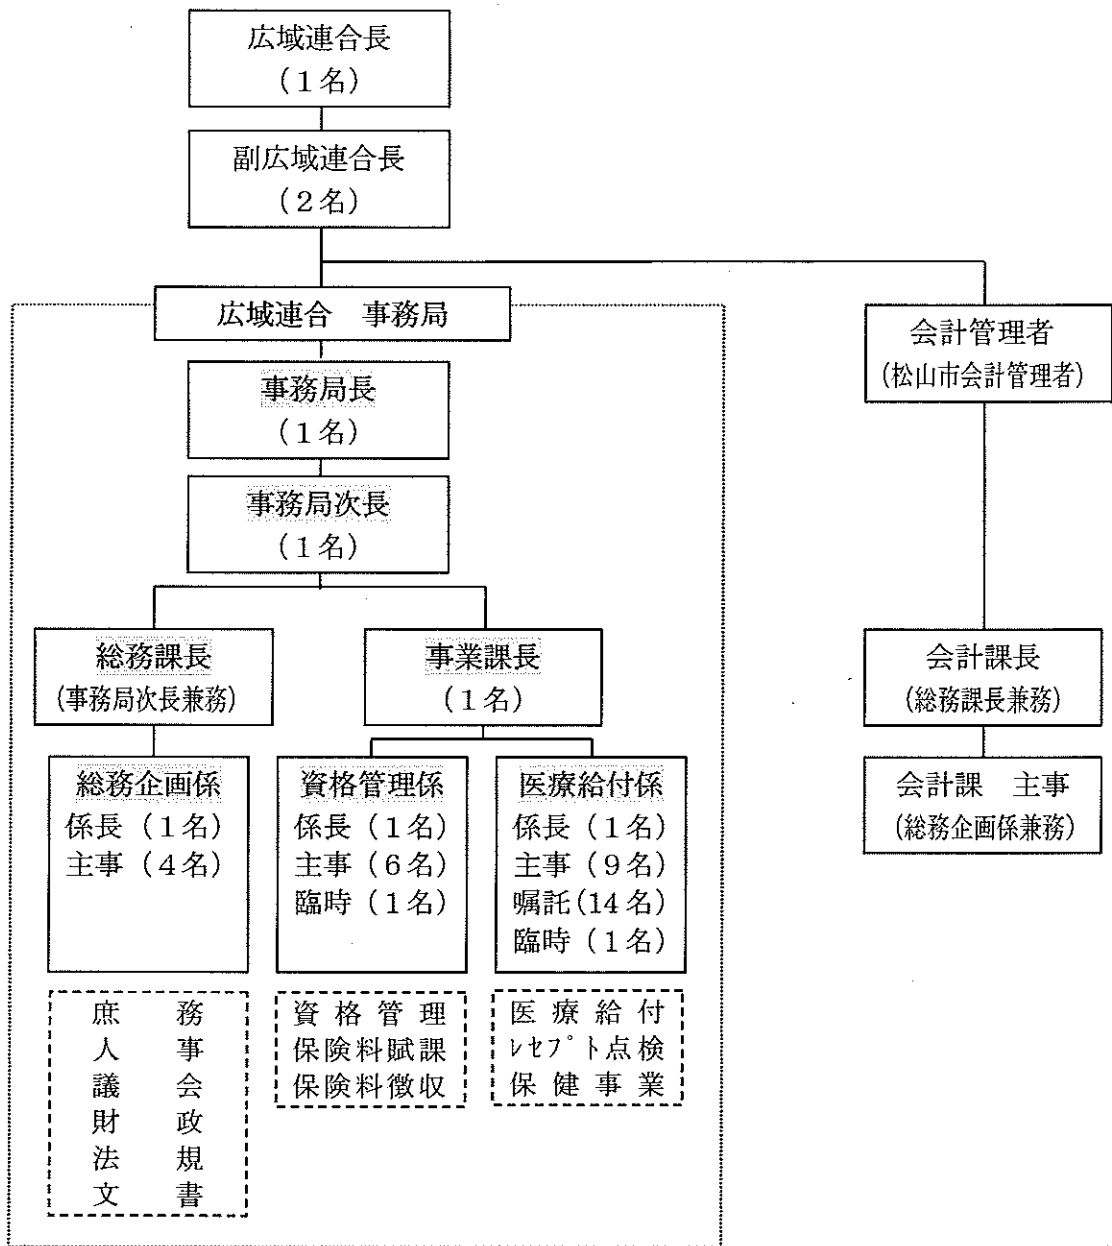 広域連合長
(1名)
副広域連合長
(2名)
広域連合 事務局
事務局長
(1名)
事務局次長
(1名)
総務課長
(事務局次長兼務)
総務企画係
係長(1名)
主事(4名)
庶務
人事
議会
財政
法規
文書
事業課長
(1名)
資格管理係
係長(1名)
主事(6名)
臨時(1名)
資格管理
保険料賦課
保険料徴収
医療給付係
係長(1名)
主事(9名)
嘱託(14名)
臨時(1名)
医療給付
ﾚｾﾌﾟﾄ点検
保健事業
会計管理者
(松山市会計管理者)
会計課長
(総務課長兼務)
会計課 主事
(総務企画係兼務)